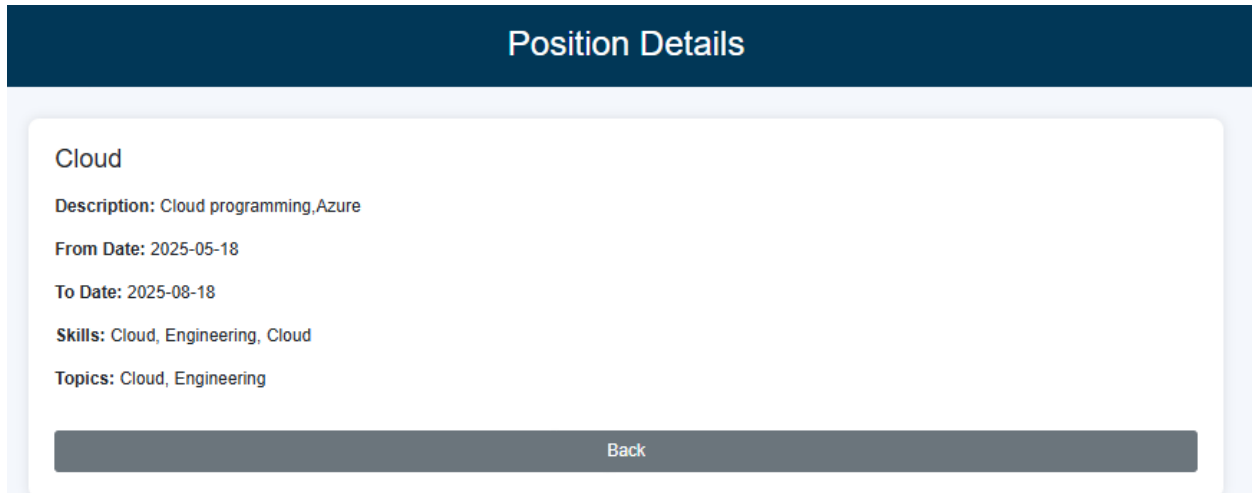 Position Details
Cloud
Description: Cloud programming,Azure
From Date: 2025-05-18
To Date: 2025-08-18
Skills: Cloud, Engineering, Cloud
Topics: Cloud, Engineering
Back